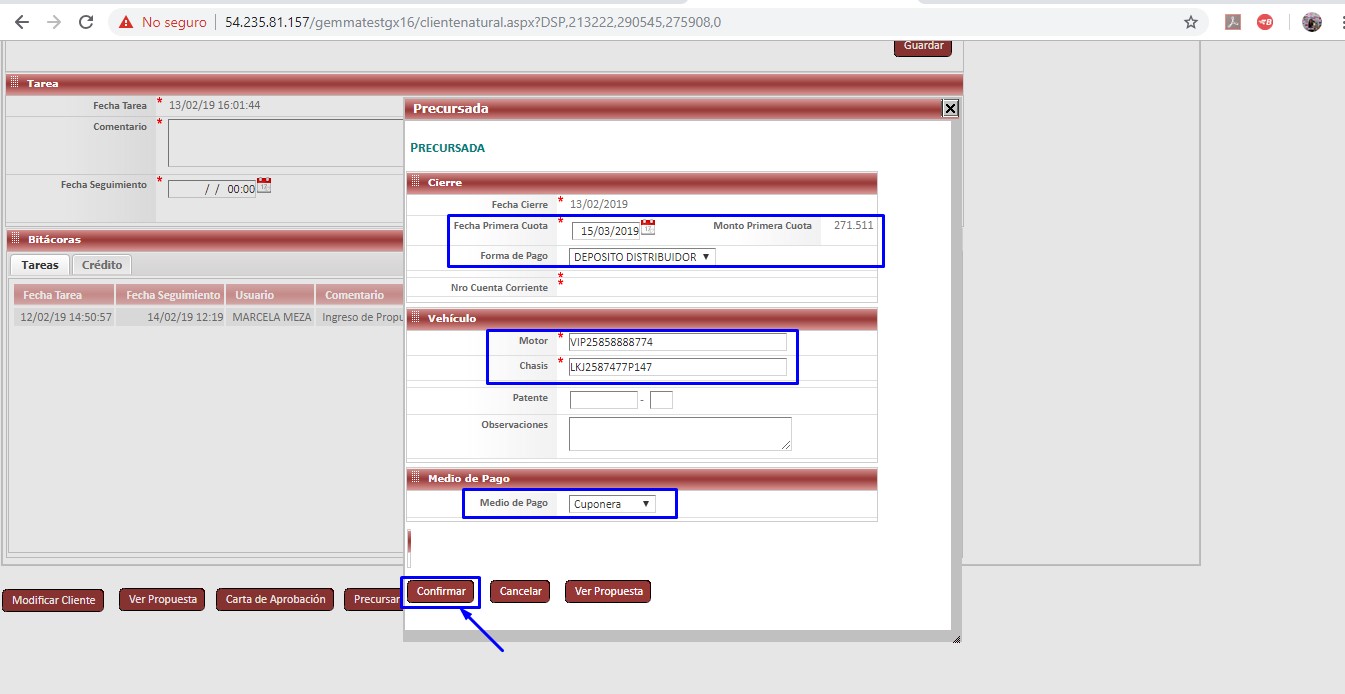 No seguro
54.235.81.157/gemmatestgx16/clientenatural.aspx?DSP,213222,290545,275908,0
Guardar
Tarea
Fecha Tarea * 13/02/19 16:01:44
Comentario *
Fecha Seguimiento * / / 00:00
Bitácoras
Tareas Crédito
Fecha Tarea Fecha Seguimiento Usuario Comentario
12/02/19 14:50:57 14/02/19 12:19 MARCELA MEZA Ingreso de Propu
Modificar Cliente Ver Propuesta Carta de Aprobación Precursar
Precursada
PRECURSADA
Cierre
Fecha Cierre * 13/02/2019
Fecha Primera Cuota * 15/03/2019 Monto Primera Cuota 271.511
Forma de Pago DEPOSITO DISTRIBUIDOR
*
Nro Cuenta Corriente *
Vehículo
Motor * VIP25858888774
Chasis * LKJ2587477P147
Patente -
Observaciones
Medio de Pago
Medio de Pago Cuponera
Confirmar Cancelar Ver Propuesta